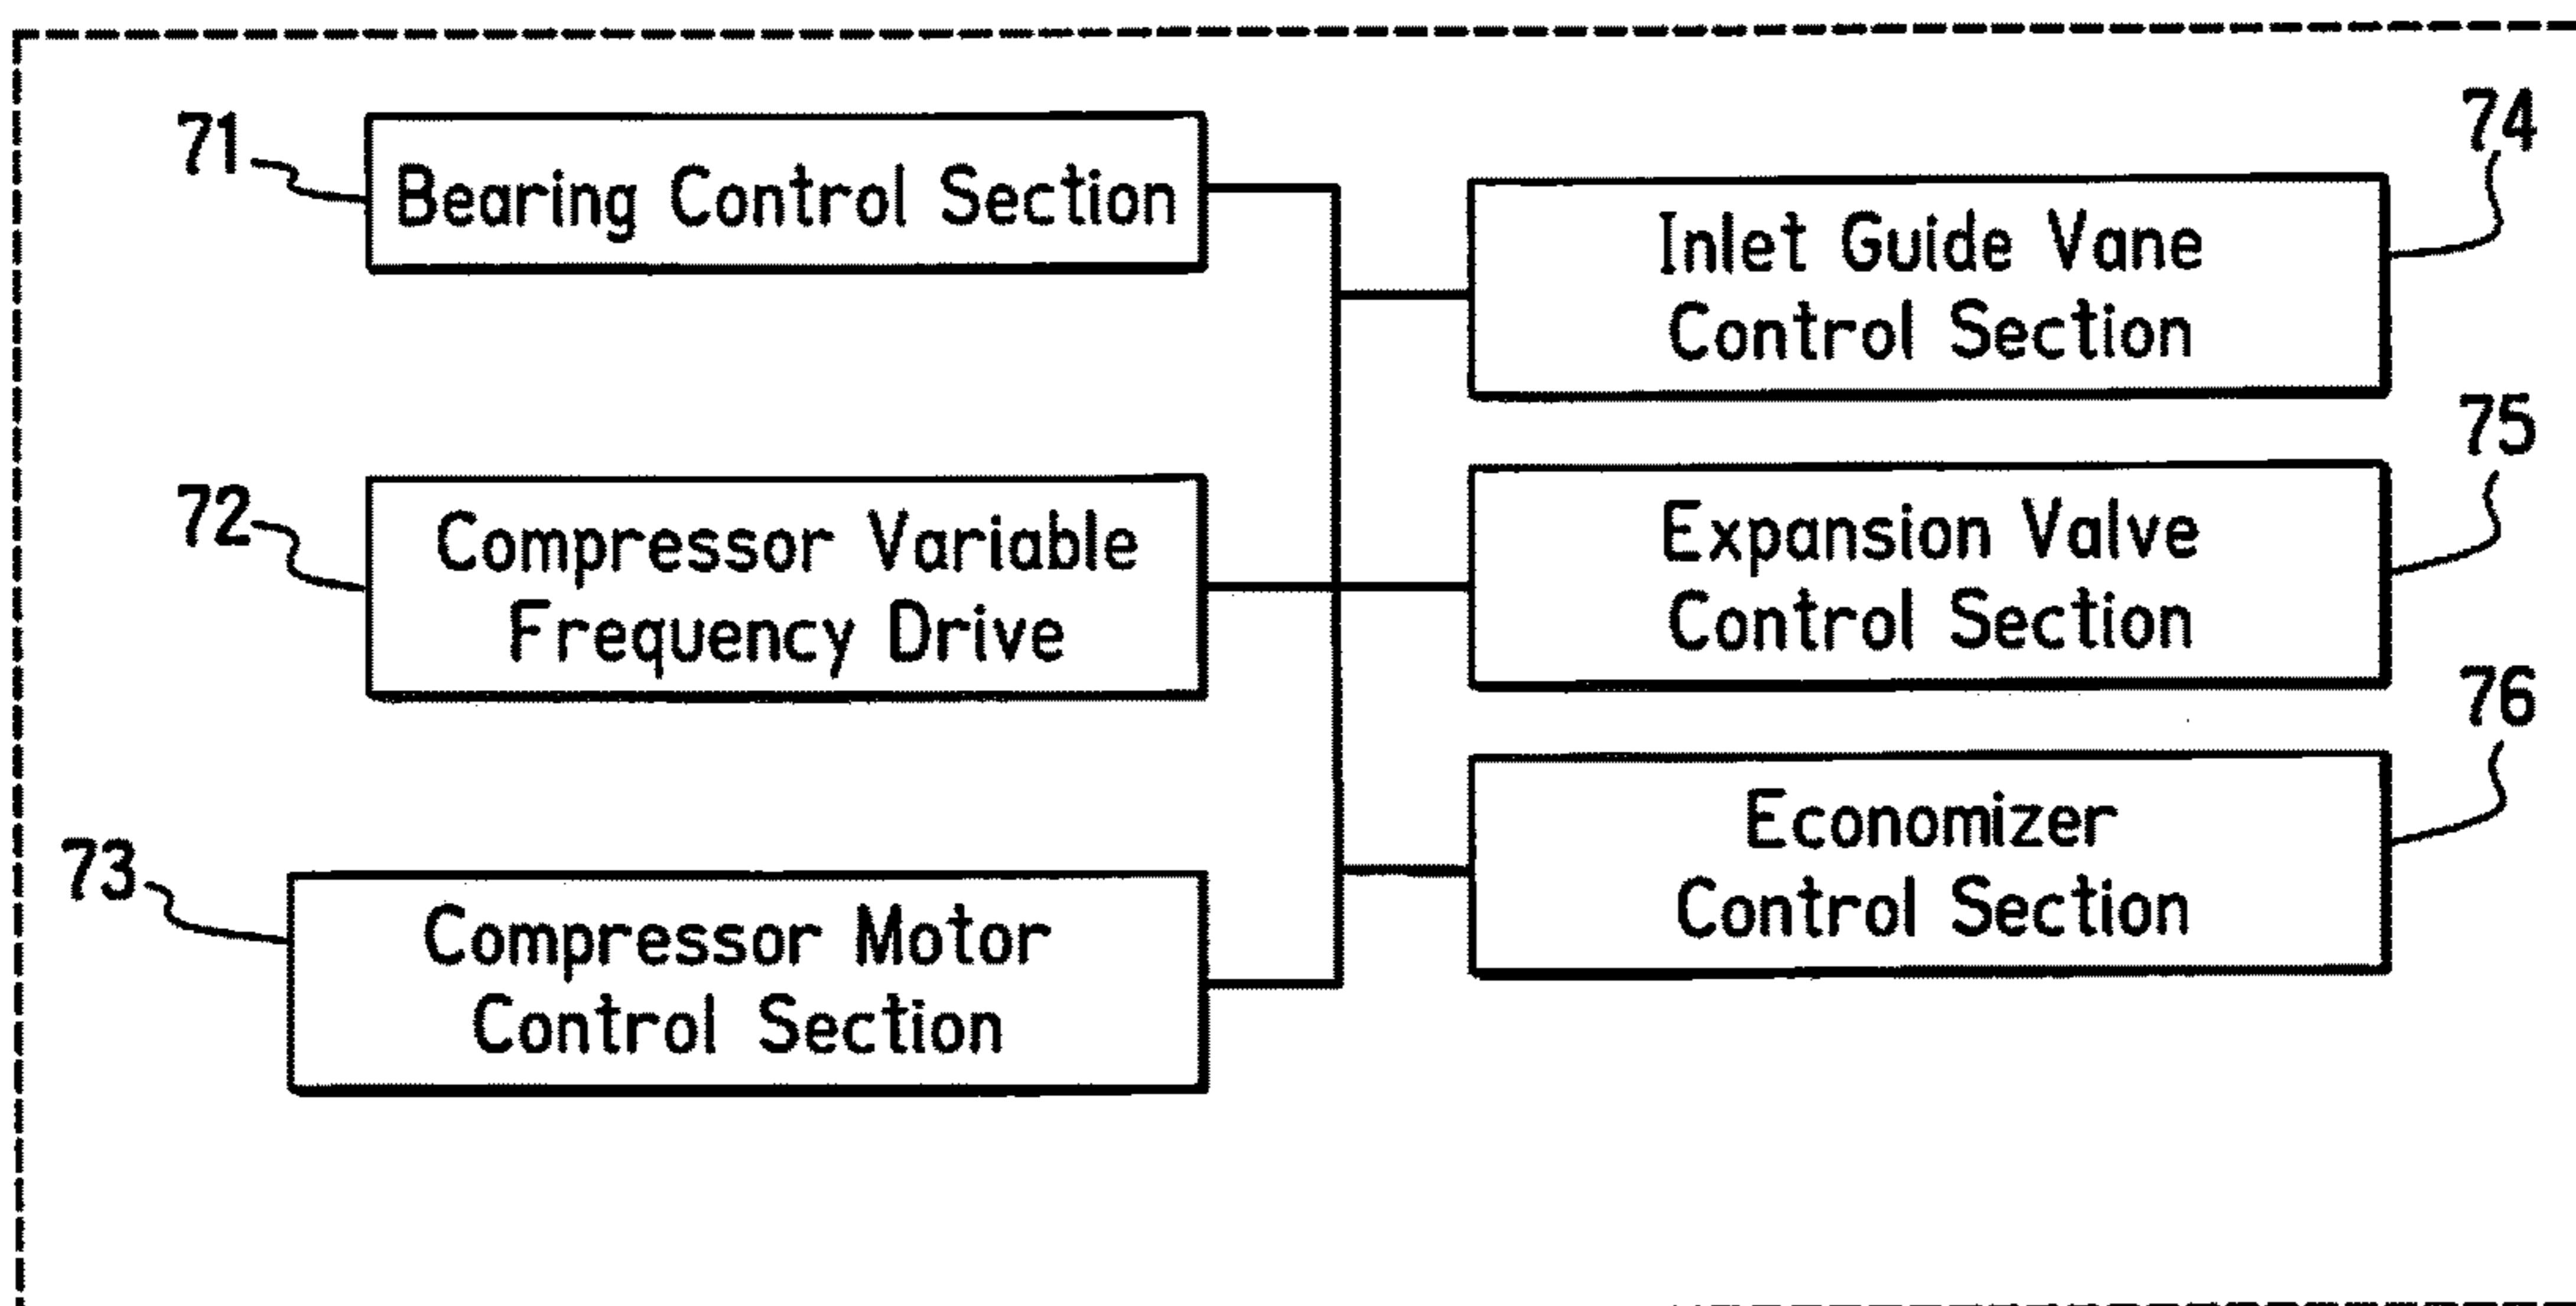 71
Bearing Control Section
72
Compressor Variable
Frequency Drive
73
Compressor Motor
Control Section
74
Inlet Guide Vane
Control Section
75
Expansion Valve
Control Section
76
Economizer
Control Section